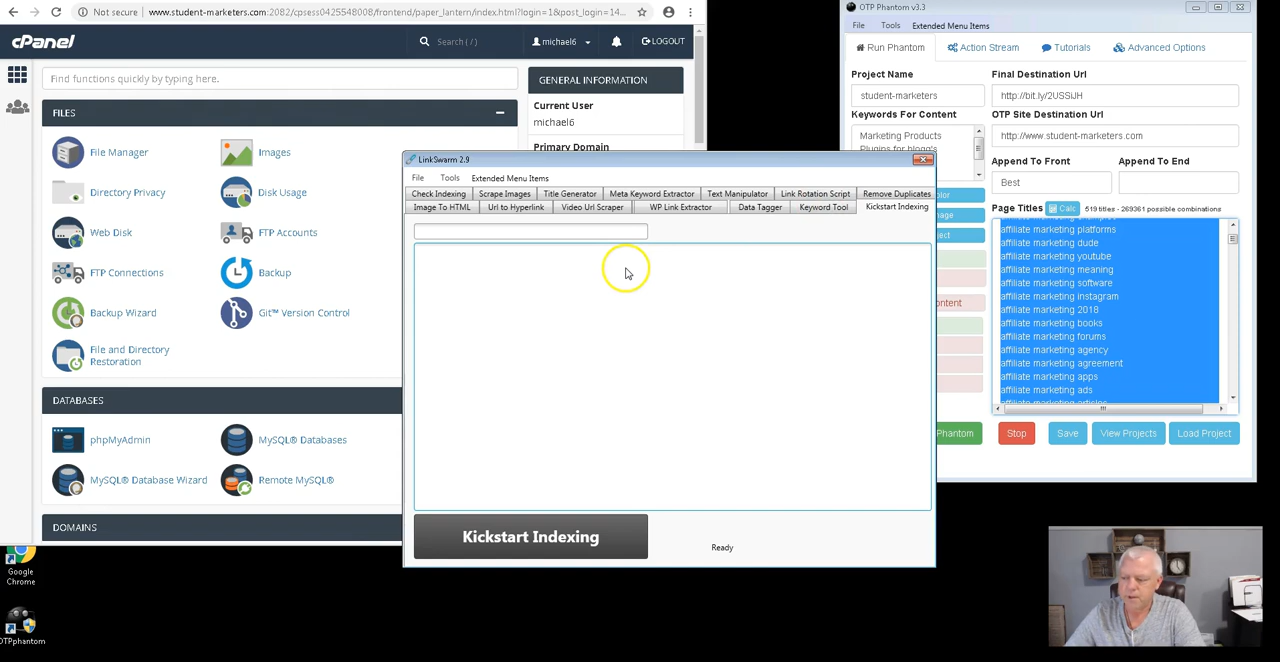 Not secure | www.student-marketers.com:2082/cpsess0425548008/frontend/paper_lantern/index.html?login=1&post_login=14...
cPanel
Search ( / )
michael6
LOGOUT
Find functions quickly by typing here.
GENERAL INFORMATION
Current User
michael6
Primary Domain
FILES
File Manager
Images
Directory Privacy
Disk Usage
Web Disk
FTP Accounts
FTP Connections
Backup
Backup Wizard
Git™ Version Control
File and Directory
Restoration
DATABASES
phpMyAdmin
MySQL® Databases
MySQL® Database Wizard
Remote MySQL®
DOMAINS
Google
Chrome
OTPphantom
LinkSwarm 2.9
File Tools Extended Menu Items
Check Indexing Scrape Images Title Generator Meta Keyword Extractor Text Manipulator Link Rotation Script Remove Duplicates
Image To HTML Url to Hyperlink Video Url Scraper WP Link Extractor Data Tagger Keyword Tool Kickstart Indexing
Kickstart Indexing
Ready
OTP Phantom v3.3
File Tools Extended Menu Items
Run Phantom Action Stream Tutorials Advanced Options
Project Name
student-marketers
Final Destination Url
http://bit.ly/2USSiJH
Keywords For Content
Marketing Products
Plugins for blogg's
OTP Site Destination Url
http://www.student-marketers.com
Append To Front
Best
Append To End
Page Titles Calc 519 titles - 269361 possible combinations
affiliate marketing platforms
affiliate marketing dude
affiliate marketing youtube
affiliate marketing meaning
affiliate marketing software
affiliate marketing instagram
affiliate marketing 2018
affiliate marketing books
affiliate marketing forums
affiliate marketing agency
affiliate marketing agreement
affiliate marketing apps
affiliate marketing ads
Phantom
Stop
Save
View Projects
Load Project